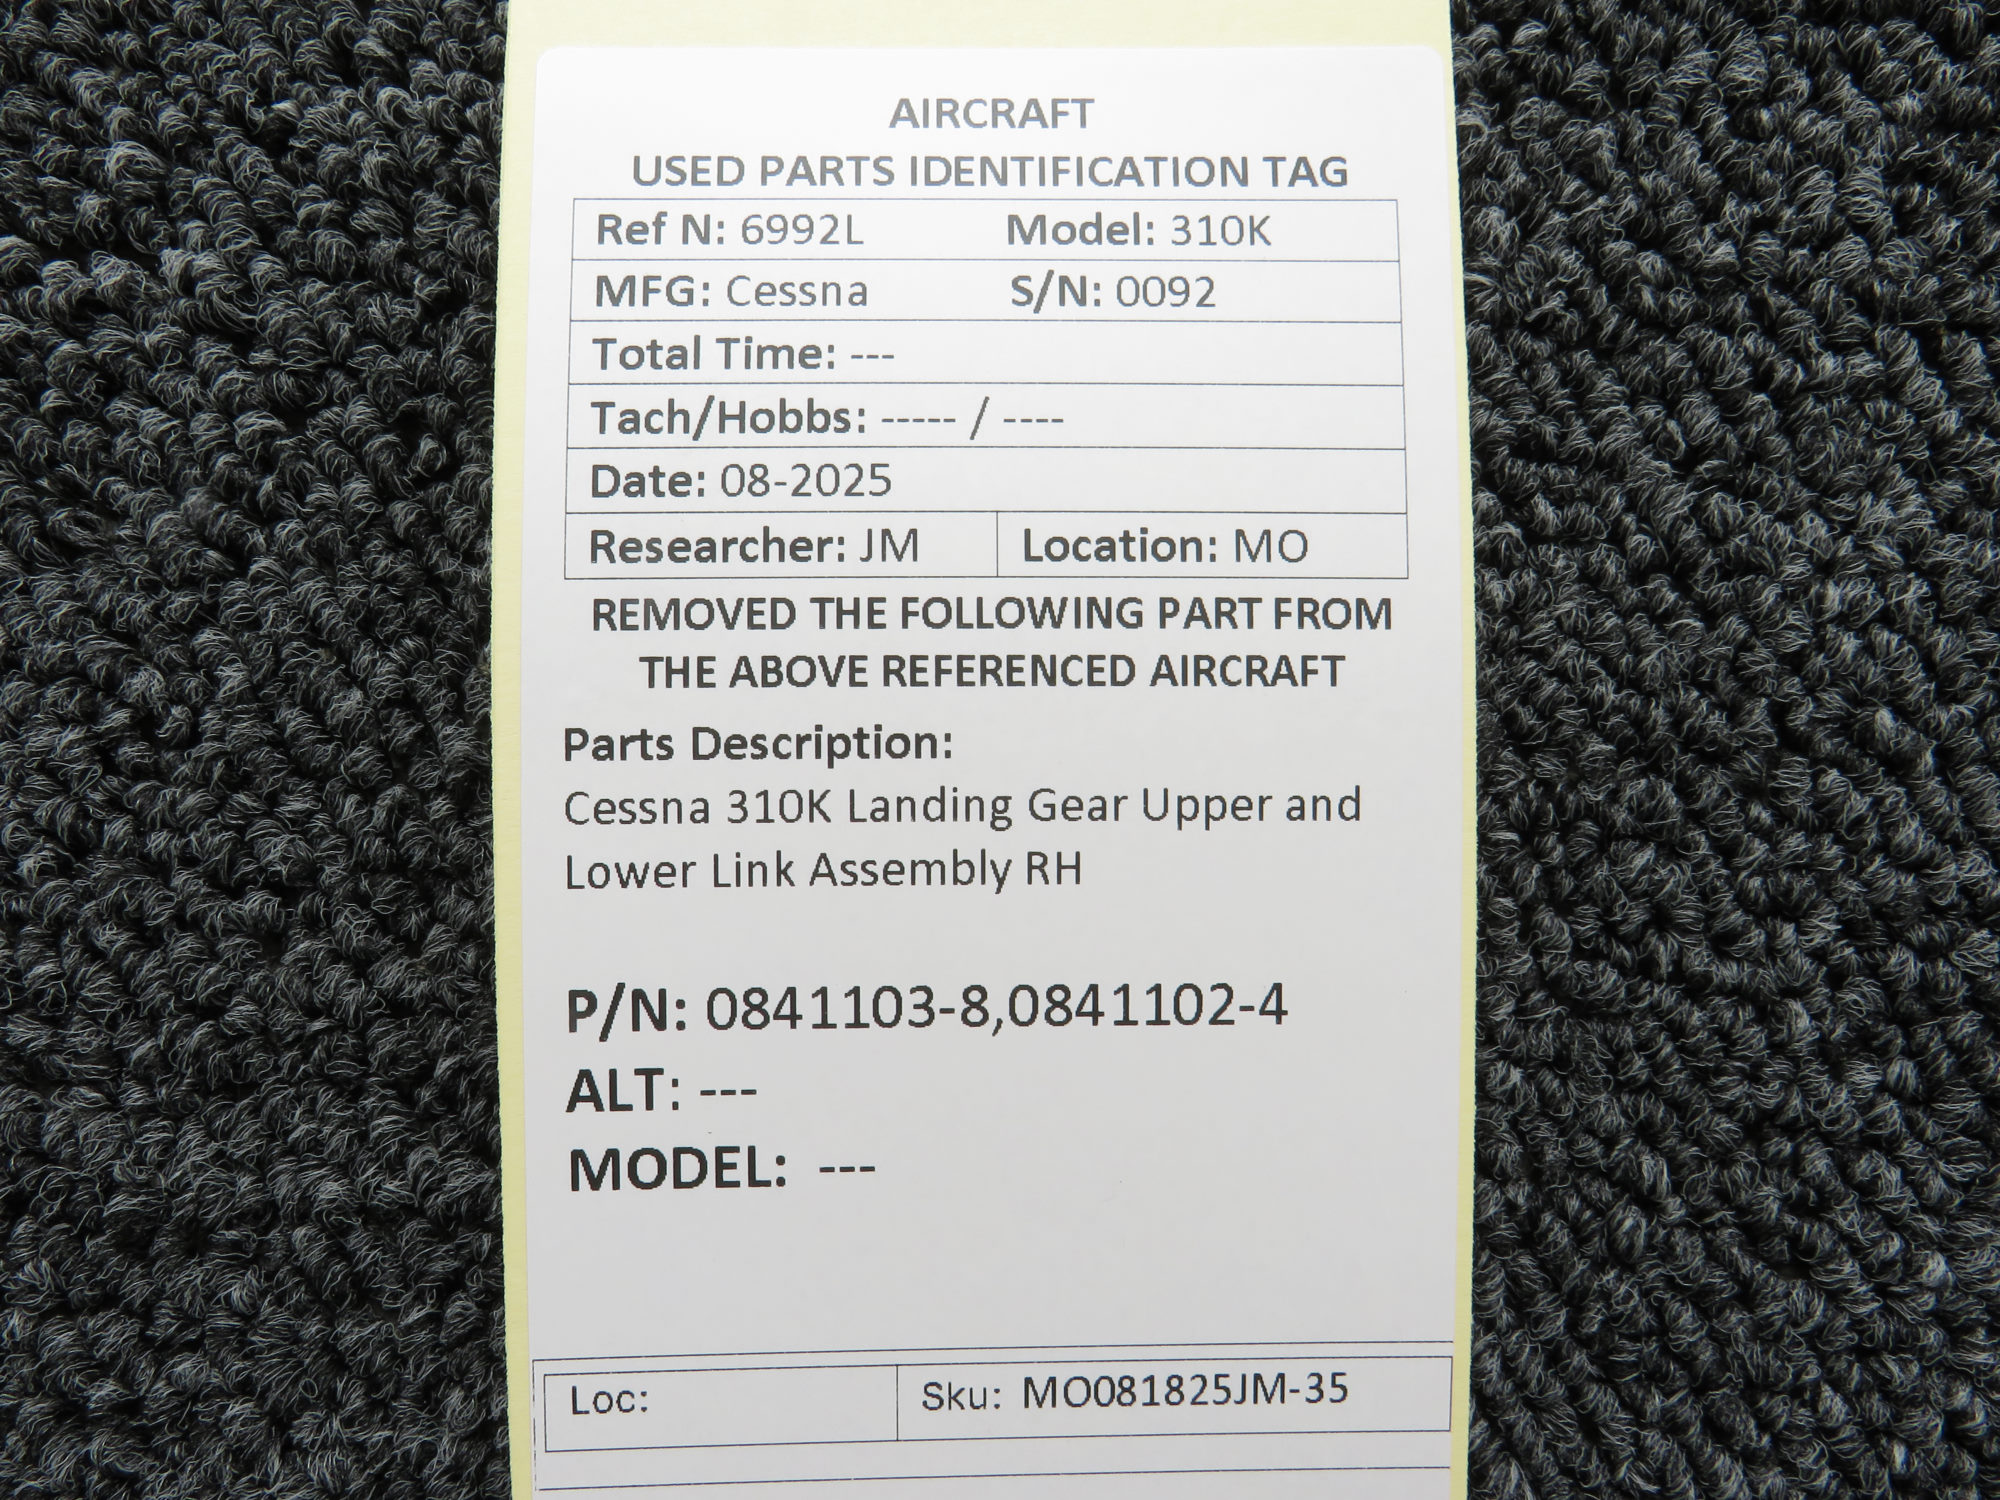 AIRCRAFT
USED PARTS IDENTIFICATION TAG
Ref N: 6992L Model: 310K
MFG: Cessna S/N: 0092
Total Time: ---
Tach/Hobbs: ----- / ----
Date: 08-2025
Researcher: JM Location: MO
REMOVED THE FOLLOWING PART FROM
THE ABOVE REFERENCED AIRCRAFT
Parts Description:
Cessna 310K Landing Gear Upper and
Lower Link Assembly RH
P/N: 0841103-8,0841102-4
ALT: ---
MODEL: ---
Loc: Sku: MO081825JM-35